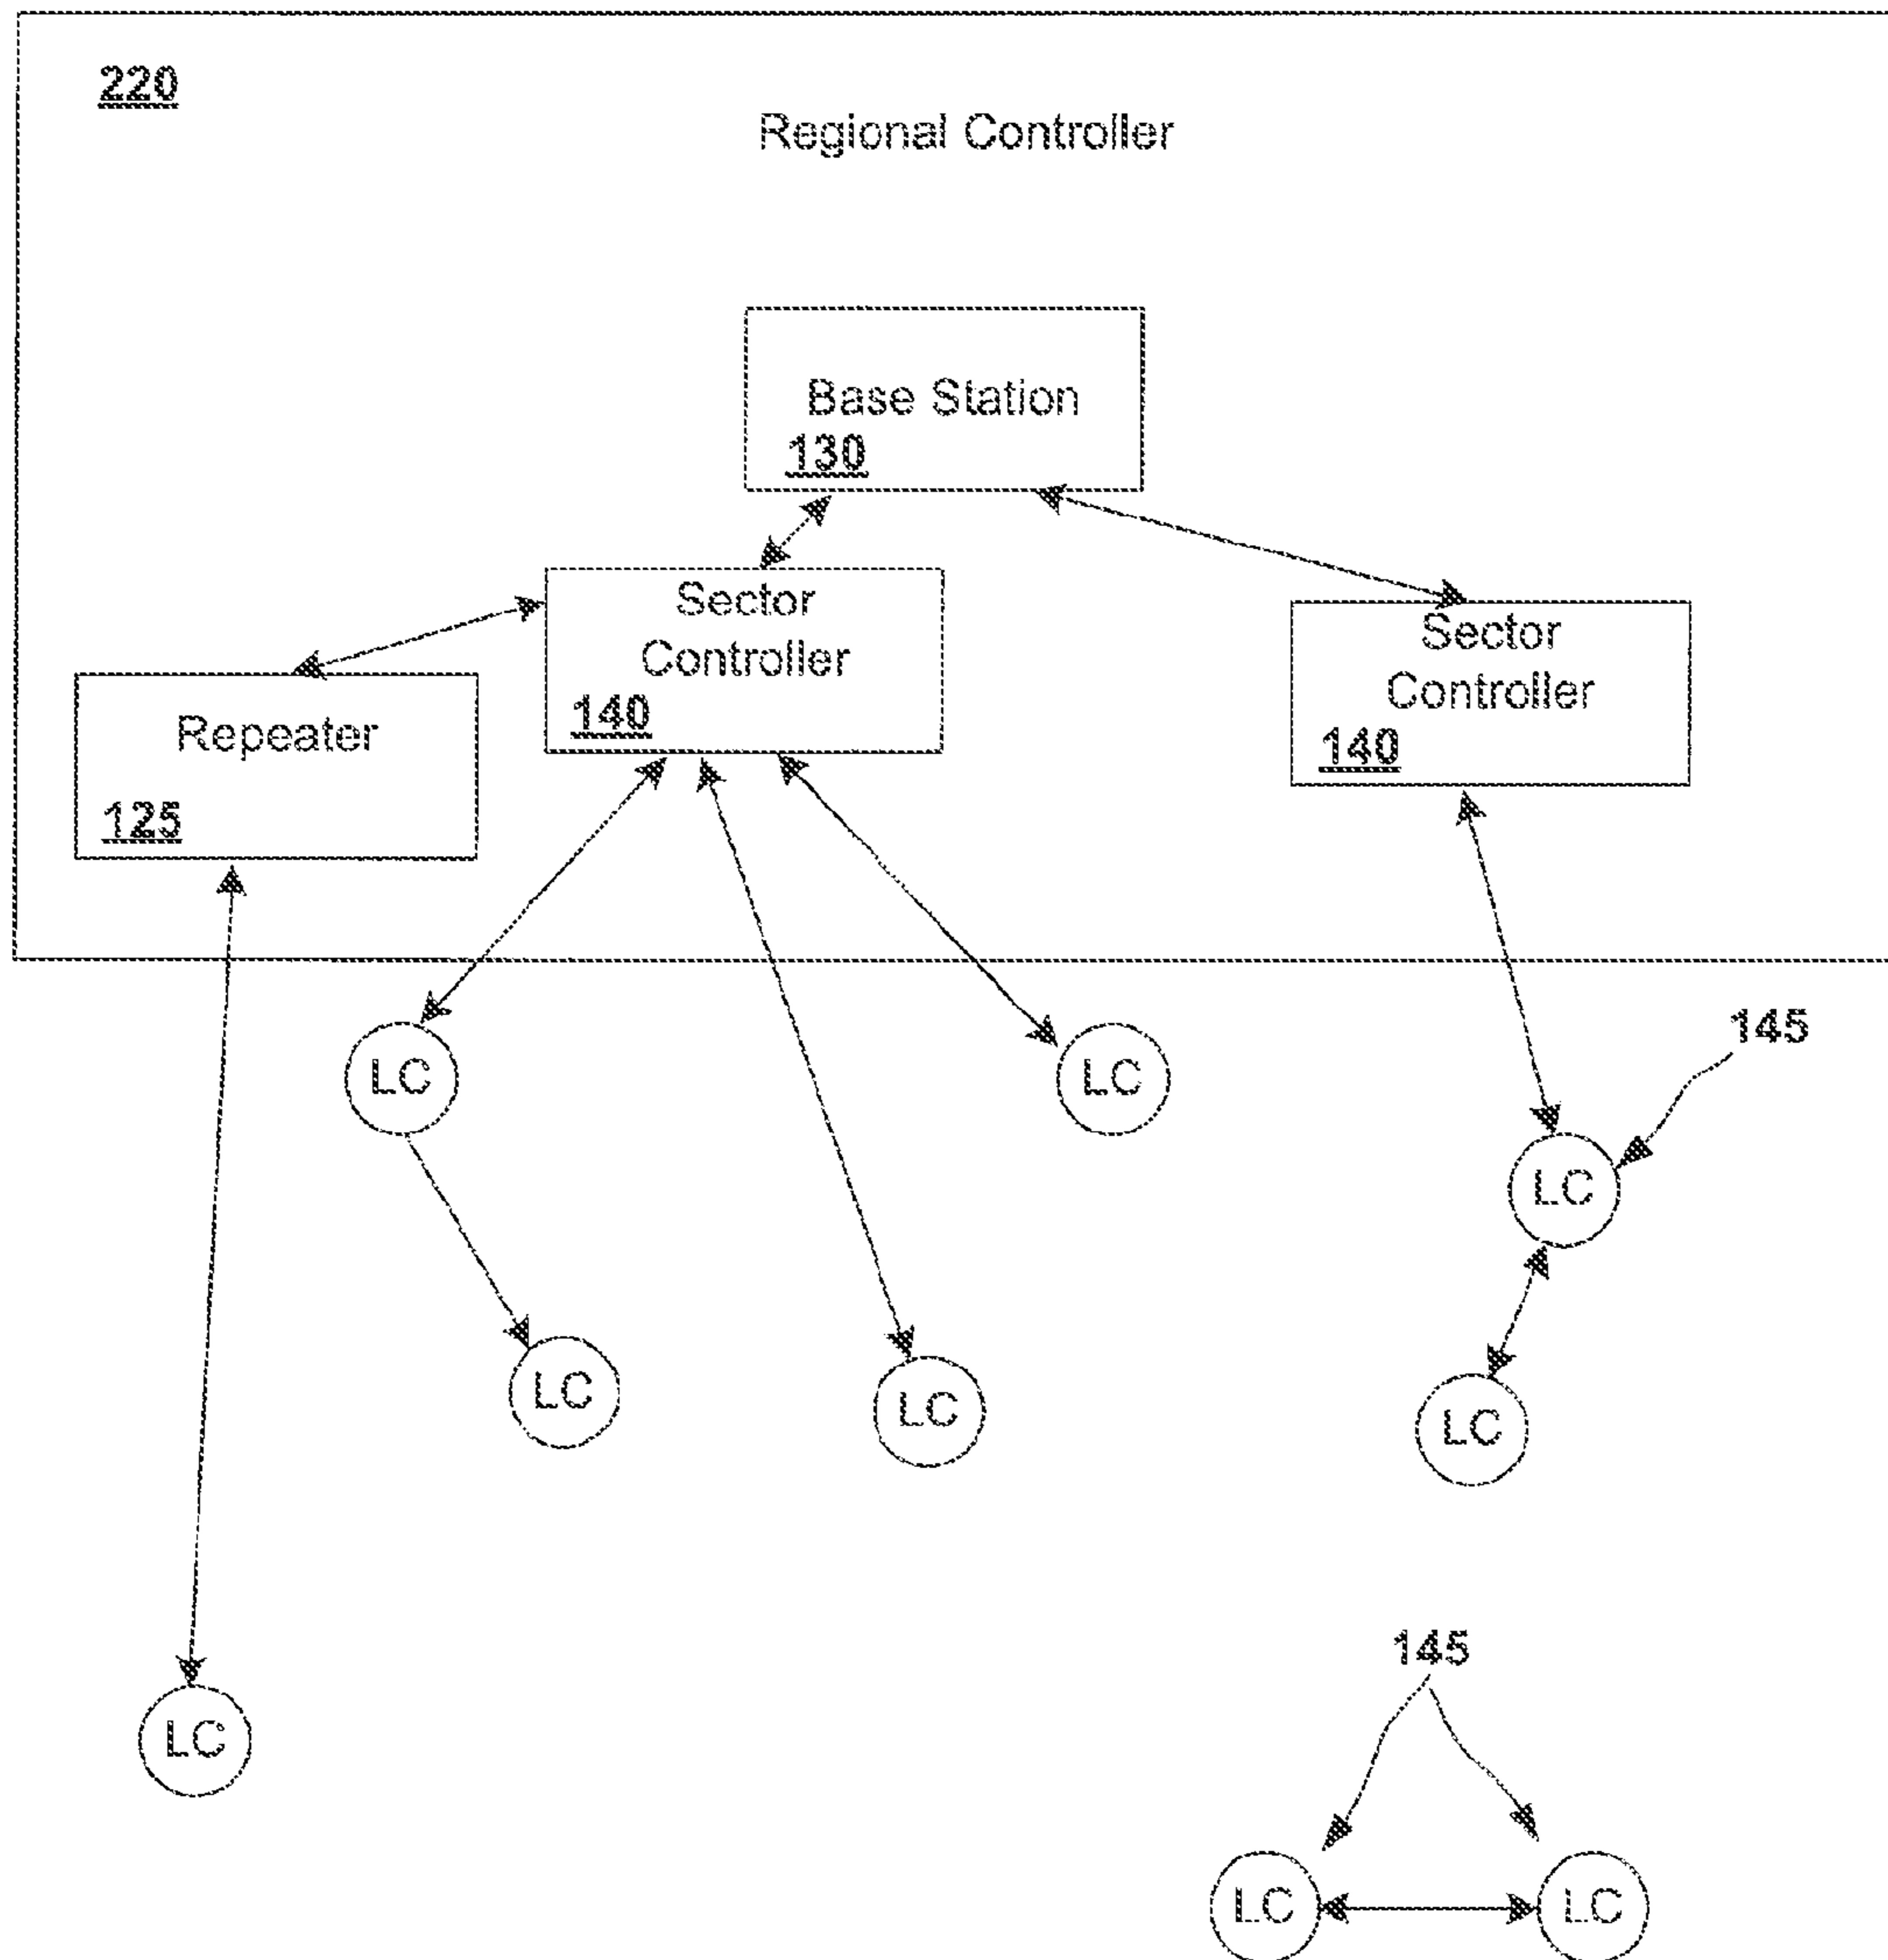 220
Regional Controller
Base Station
130
Sector
Controller
140
Sector
Controller
140
Repeater
125
LC
LC
145
LC
LC
LC
LC
145
LC
LC
LC